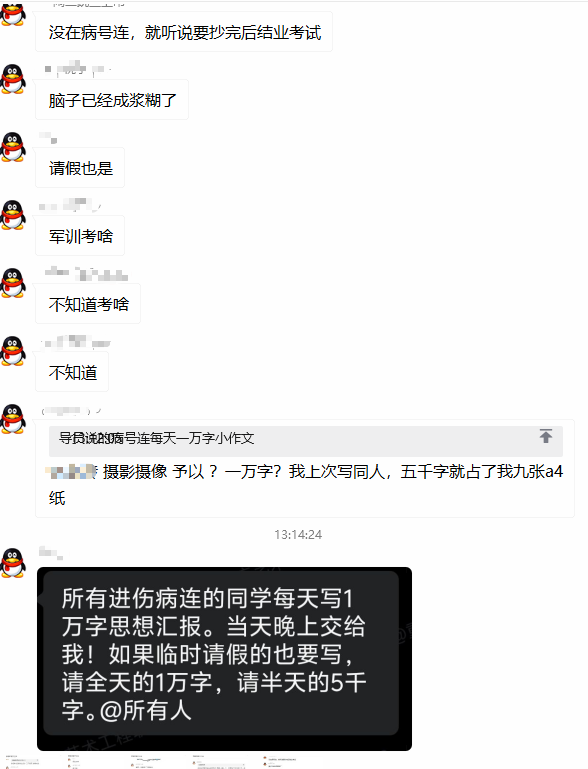 没在病号连，就听说要抄完后结业考试
脑子已经成浆糊了
请假也是
军训考啥
不知道考啥
不知道
病号连每天一万字小作文
摄影摄像 予以 ？一万字？我上次写同人，五千字就占了我九张a4
纸
13:14:24
所有进伤病连的同学每天写1
万字思想汇报。当天晚上交给
我！如果临时请假的也要写，
请全天的1万字，请半天的5千
字。@所有人